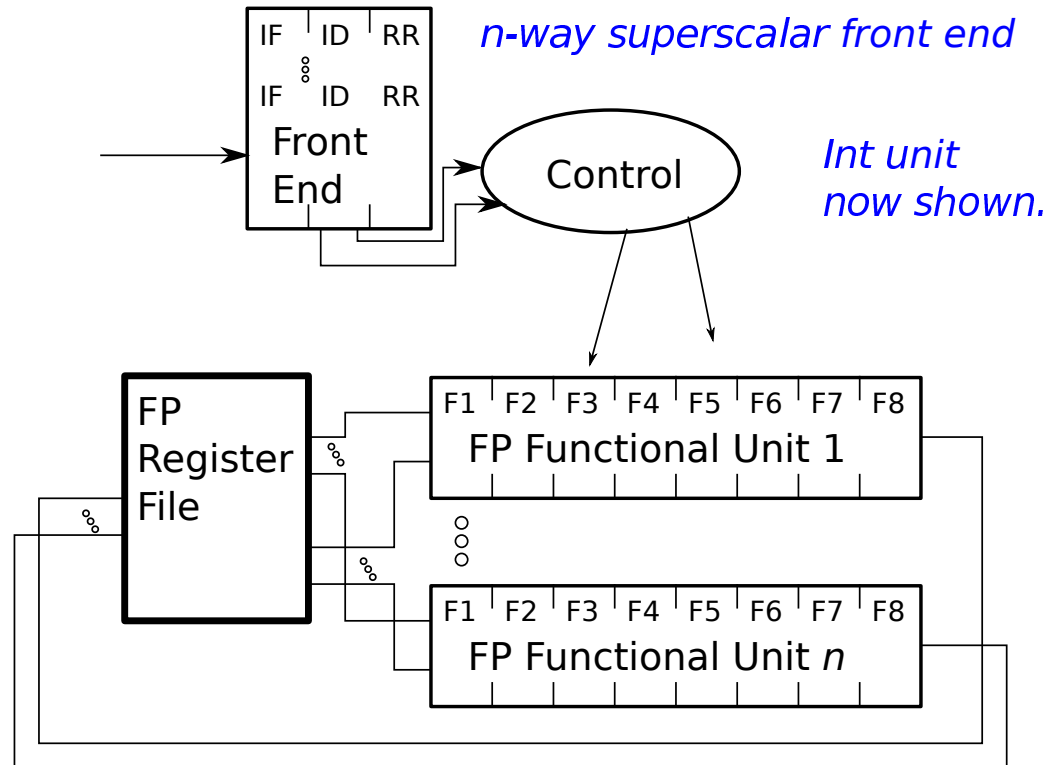 IF ID RR
n-way superscalar front end
IF ID RR
Front
End
Control
Int unit
now shown.
FP
Register
File
F1 F2 F3 F4 F5 F6 F7 F8
FP Functional Unit 1
F1 F2 F3 F4 F5 F6 F7 F8
FP Functional Unit n